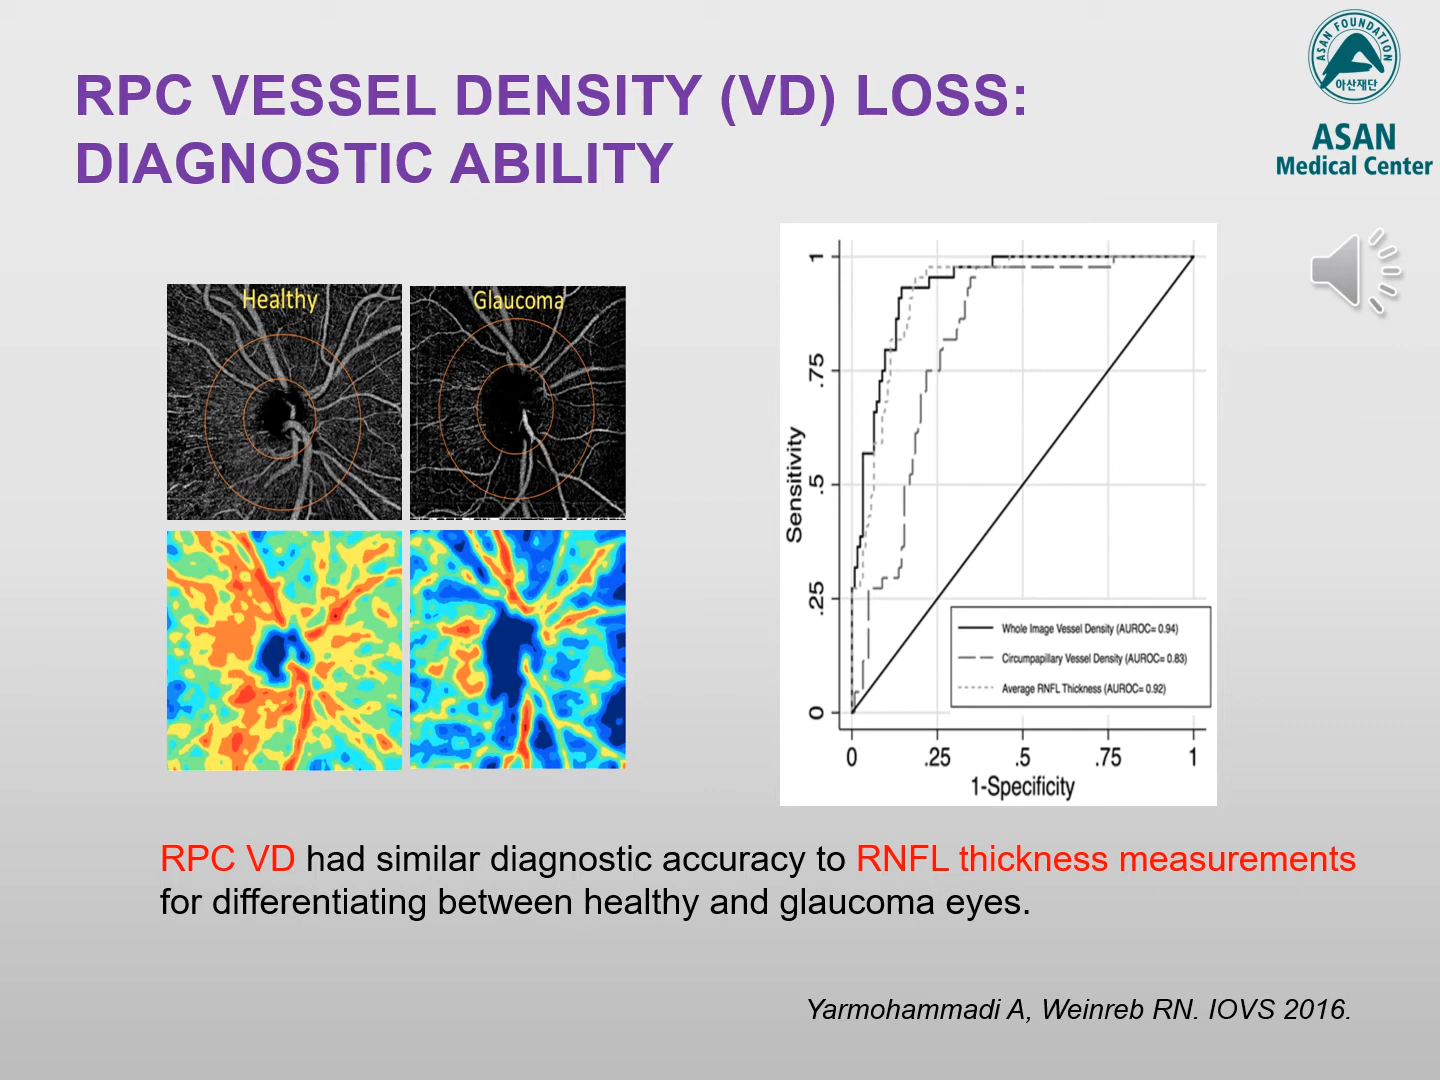 RPC VESSEL DENSITY (VD) LOSS:
DIAGNOSTIC ABILITY
ASAN FOUNDATION
아산재단
ASAN
Medical Center
Healthy
Glaucoma
Sensitivity
1
.75
.5
.25
0
Whole Image Vessel Density (AUROC= 0.94)
Circumpapillary Vessel Density (AUROC= 0.83)
Average RNFL Thickness (AUROC= 0.92)
0 .25 .5 .75 1
1-Specificity
RPC VD had similar diagnostic accuracy to RNFL thickness measurements
for differentiating between healthy and glaucoma eyes.
Yarmohammadi A, Weinreb RN. IOVS 2016.